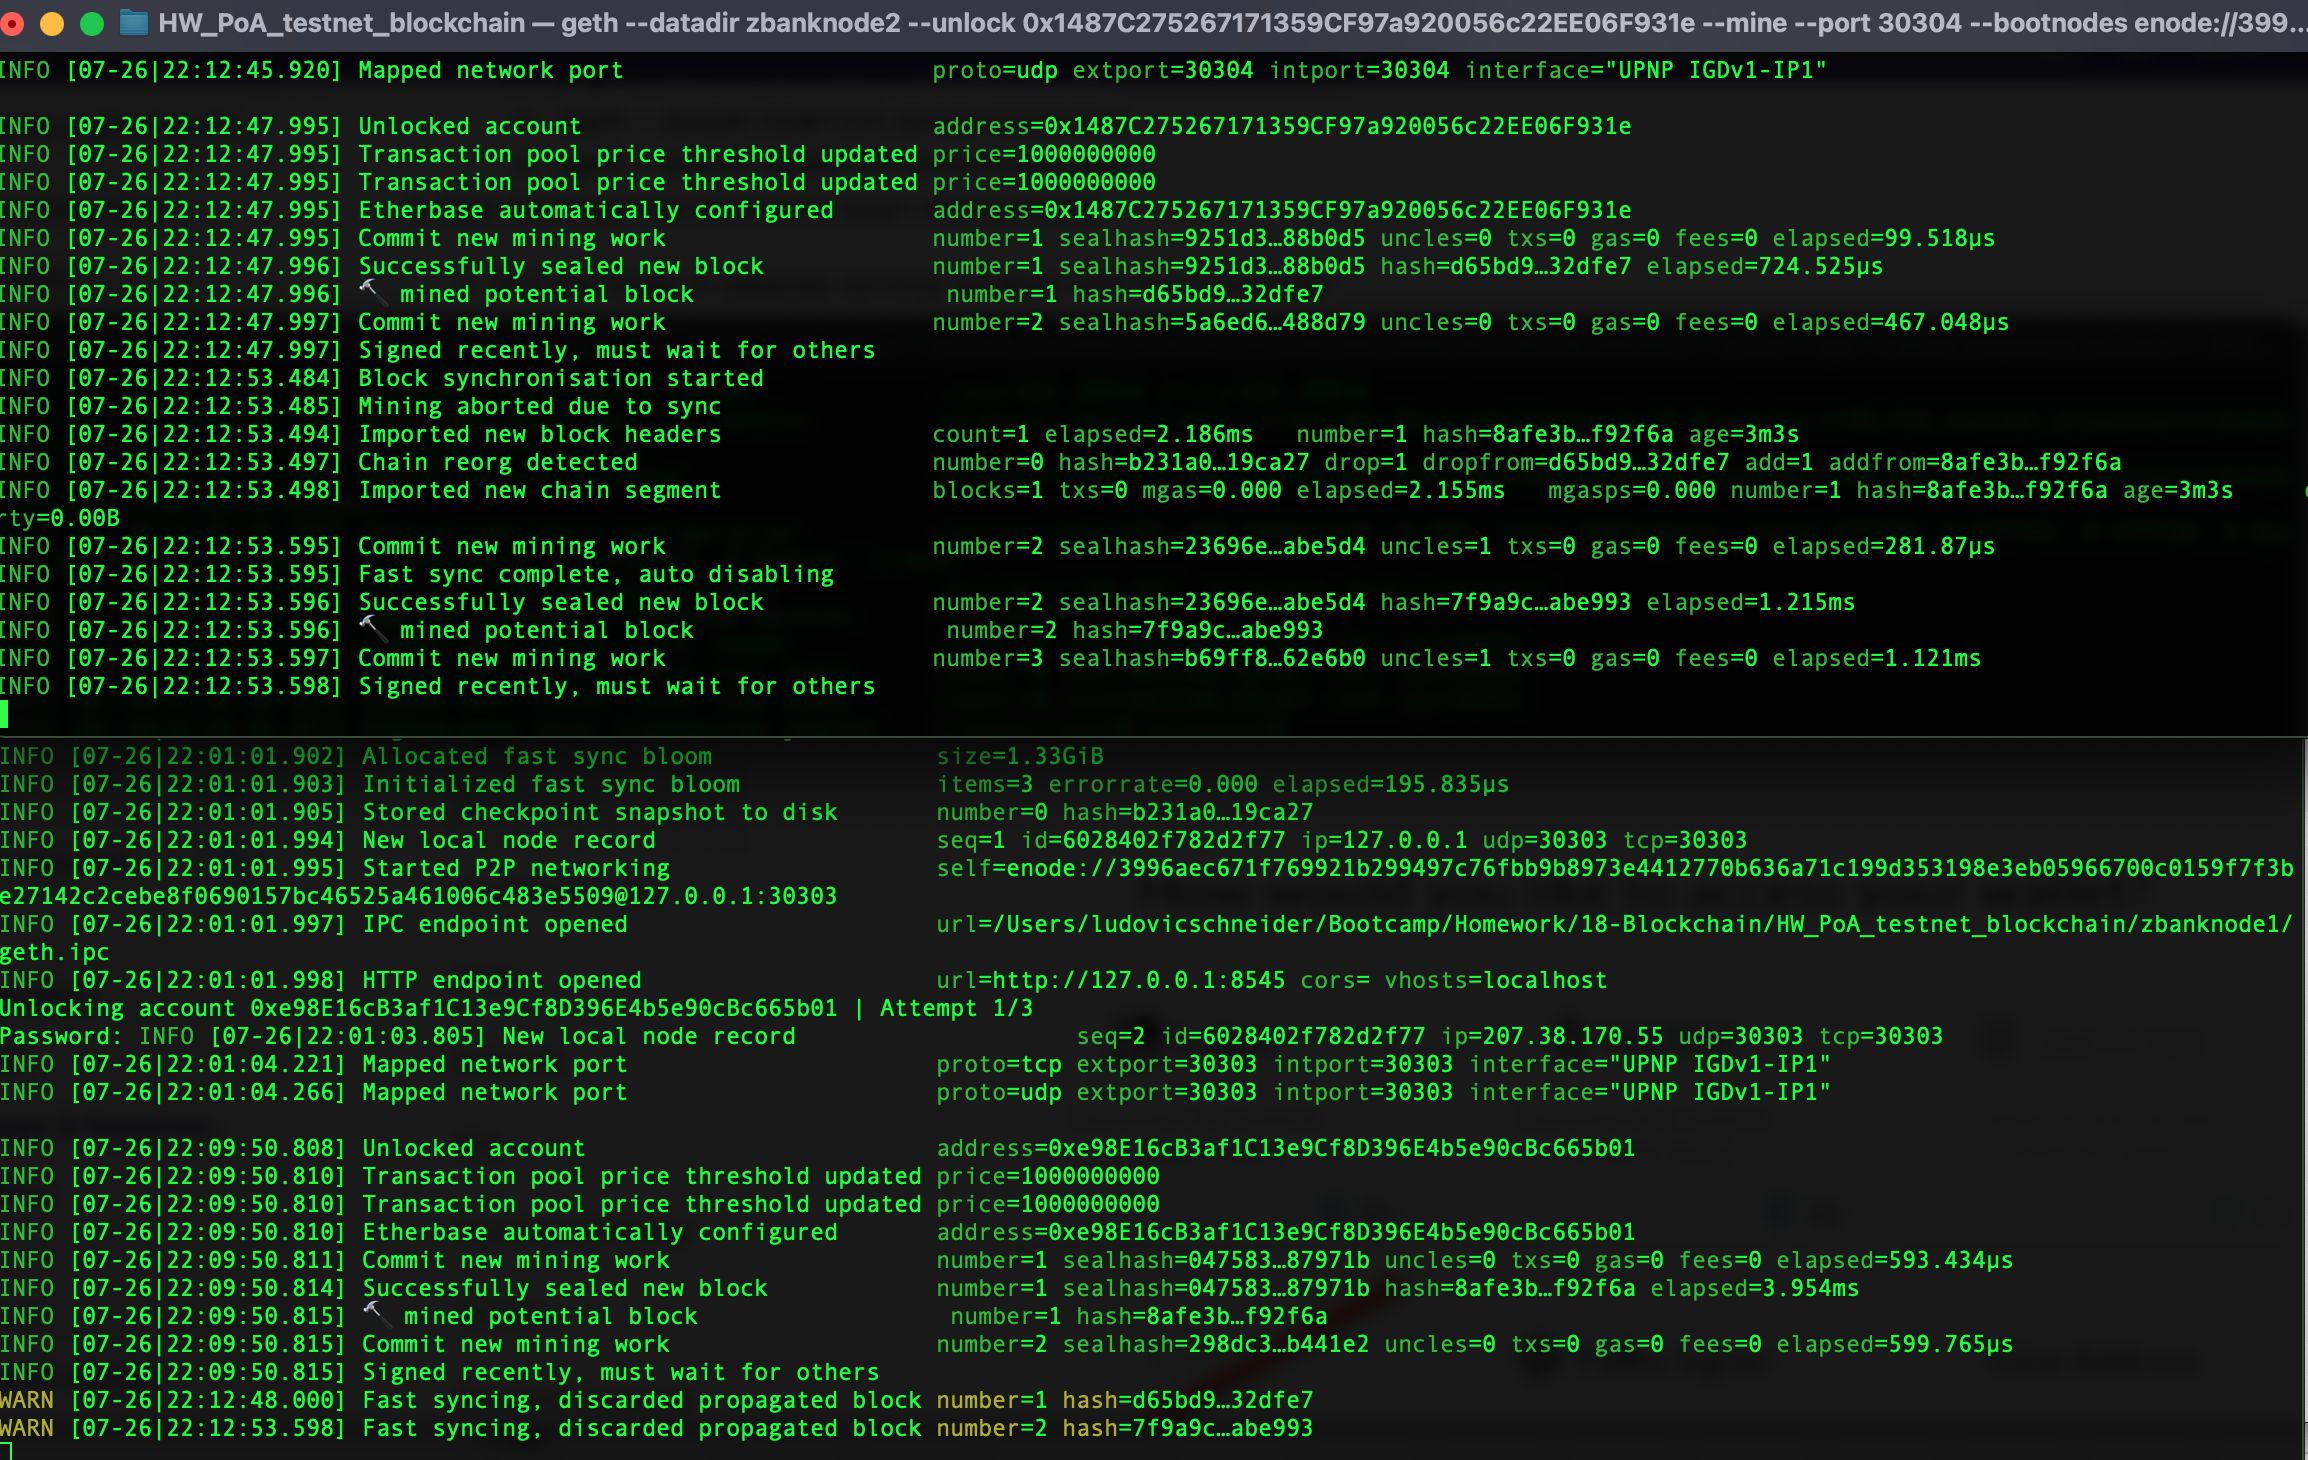 HW_PoA_testnet_blockchain — geth --datadir zbanknode2 --unlock 0x1487C275267171359CF97a920056c22EE06F931e --mine --port 30304 --bootnodes enode://399...
INFO [07-26|22:12:45.920] Mapped network port proto=udp extport=30304 intport=30304 interface="UPNP IGDv1-IP1"
INFO [07-26|22:12:47.995] Unlocked account address=0x1487C275267171359CF97a920056c22EE06F931e
INFO [07-26|22:12:47.995] Transaction pool price threshold updated price=1000000000
INFO [07-26|22:12:47.995] Transaction pool price threshold updated price=1000000000
INFO [07-26|22:12:47.995] Etherbase automatically configured address=0x1487C275267171359CF97a920056c22EE06F931e
INFO [07-26|22:12:47.995] Commit new mining work number=1 sealhash=9251d3…88b0d5 uncles=0 txs=0 gas=0 fees=0 elapsed=99.518µs
INFO [07-26|22:12:47.996] Successfully sealed new block number=1 sealhash=9251d3…88b0d5 hash=d65bd9…32dfe7 elapsed=724.525µs
INFO [07-26|22:12:47.996] 🔨 mined potential block number=1 hash=d65bd9…32dfe7
INFO [07-26|22:12:47.997] Commit new mining work number=2 sealhash=5a6ed6…488d79 uncles=0 txs=0 gas=0 fees=0 elapsed=467.048µs
INFO [07-26|22:12:47.997] Signed recently, must wait for others
INFO [07-26|22:12:53.484] Block synchronisation started
INFO [07-26|22:12:53.485] Mining aborted due to sync
INFO [07-26|22:12:53.494] Imported new block headers count=1 elapsed=2.186ms number=1 hash=8afe3b…f92f6a age=3m3s
INFO [07-26|22:12:53.497] Chain reorg detected number=0 hash=b231a0…19ca27 drop=1 dropfrom=d65bd9…32dfe7 add=1 addfrom=8afe3b…f92f6a
INFO [07-26|22:12:53.498] Imported new chain segment blocks=1 txs=0 mgas=0.000 elapsed=2.155ms mgasps=0.000 number=1 hash=8afe3b…f92f6a age=3m3s
rty=0.00B
INFO [07-26|22:12:53.595] Commit new mining work number=2 sealhash=23696e…abe5d4 uncles=1 txs=0 gas=0 fees=0 elapsed=281.87µs
INFO [07-26|22:12:53.595] Fast sync complete, auto disabling
INFO [07-26|22:12:53.596] Successfully sealed new block number=2 sealhash=23696e…abe5d4 hash=7f9a9c…abe993 elapsed=1.215ms
INFO [07-26|22:12:53.596] 🔨 mined potential block number=2 hash=7f9a9c…abe993
INFO [07-26|22:12:53.597] Commit new mining work number=3 sealhash=b69ff8…62e6b0 uncles=1 txs=0 gas=0 fees=0 elapsed=1.121ms
INFO [07-26|22:12:53.598] Signed recently, must wait for others
INFO [07-26|22:01:01.902] Allocated fast sync bloom size=1.33GiB
INFO [07-26|22:01:01.903] Initialized fast sync bloom items=3 errorrate=0.000 elapsed=195.835µs
INFO [07-26|22:01:01.905] Stored checkpoint snapshot to disk number=0 hash=b231a0…19ca27
INFO [07-26|22:01:01.994] New local node record seq=1 id=6028402f782d2f77 ip=127.0.0.1 udp=30303 tcp=30303
INFO [07-26|22:01:01.995] Started P2P networking self=enode://3996aec671f769921b299497c76fbb9b8973e4412770b636a71c199d353198e3eb05966700c0159f7f3b
e27142c2cebe8f0690157bc46525a461006c483e5509@127.0.0.1:30303
INFO [07-26|22:01:01.997] IPC endpoint opened url=/Users/ludovicschneider/Bootcamp/Homework/18-Blockchain/HW_PoA_testnet_blockchain/zbanknode1/
geth.ipc
INFO [07-26|22:01:01.998] HTTP endpoint opened url=http://127.0.0.1:8545 cors= vhosts=localhost
Unlocking account 0xe98E16cB3af1C13e9Cf8D396E4b5e90cBc665b01 | Attempt 1/3
Password: INFO [07-26|22:01:03.805] New local node record seq=2 id=6028402f782d2f77 ip=207.38.170.55 udp=30303 tcp=30303
INFO [07-26|22:01:04.221] Mapped network port proto=tcp extport=30303 intport=30303 interface="UPNP IGDv1-IP1"
INFO [07-26|22:01:04.266] Mapped network port proto=udp extport=30303 intport=30303 interface="UPNP IGDv1-IP1"
INFO [07-26|22:09:50.808] Unlocked account address=0xe98E16cB3af1C13e9Cf8D396E4b5e90cBc665b01
INFO [07-26|22:09:50.810] Transaction pool price threshold updated price=1000000000
INFO [07-26|22:09:50.810] Transaction pool price threshold updated price=1000000000
INFO [07-26|22:09:50.810] Etherbase automatically configured address=0xe98E16cB3af1C13e9Cf8D396E4b5e90cBc665b01
INFO [07-26|22:09:50.811] Commit new mining work number=1 sealhash=047583…87971b uncles=0 txs=0 gas=0 fees=0 elapsed=593.434µs
INFO [07-26|22:09:50.814] Successfully sealed new block number=1 sealhash=047583…87971b hash=8afe3b…f92f6a elapsed=3.954ms
INFO [07-26|22:09:50.815] 🔨 mined potential block number=1 hash=8afe3b…f92f6a
INFO [07-26|22:09:50.815] Commit new mining work number=2 sealhash=298dc3…b441e2 uncles=0 txs=0 gas=0 fees=0 elapsed=599.765µs
INFO [07-26|22:09:50.815] Signed recently, must wait for others
WARN [07-26|22:12:48.000] Fast syncing, discarded propagated block number=1 hash=d65bd9…32dfe7
WARN [07-26|22:12:53.598] Fast syncing, discarded propagated block number=2 hash=7f9a9c…abe993